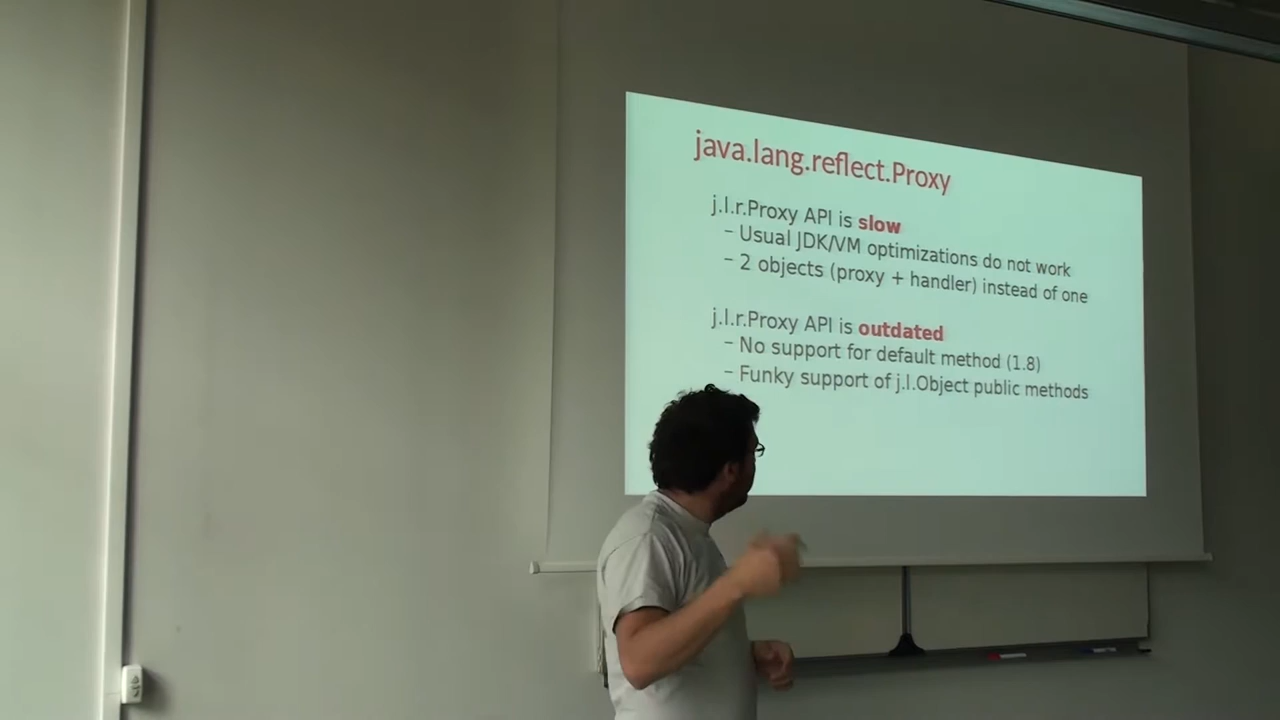 java.lang.reflect.Proxy
j.l.r.Proxy API is slow
– Usual JDK/VM optimizations do not work
– 2 objects (proxy + handler) instead of one
j.l.r.Proxy API is outdated
– No support for default method (1.8)
– Funky support of j.l.Object public methods